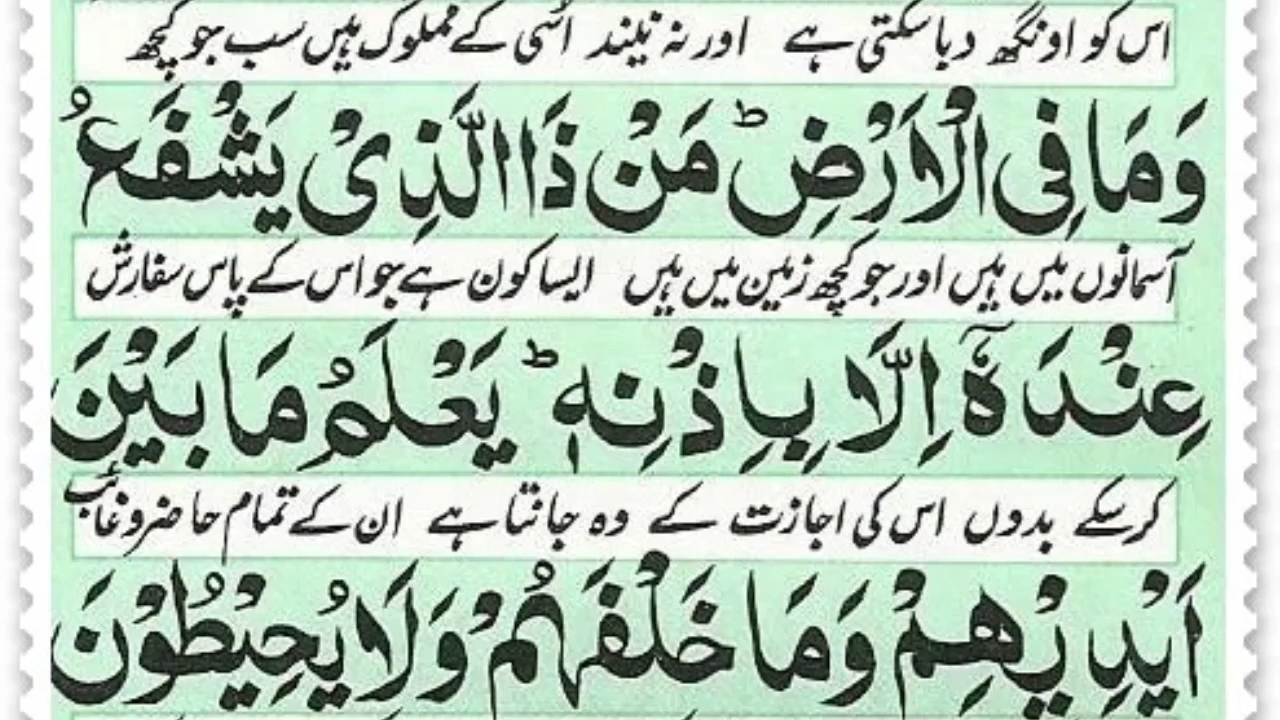 اس کو اونگھ دبا سکتی ہے اور نہ نیند اسی کے مملوک ہیں سب جو کچھ
وَمَا فِى الۡاَرۡضِ‌ؕ مَنۡ ذَا الَّذِىۡ يَشۡفَعُ
آسمانوں میں ہیں اور جو کچھ زمین میں ہیں ایسا کون ہے جو اس کے پاس سفارش
عِنۡدَهٗۤ اِلَّا بِاِذۡنِهٖ‌ؕ يَعۡلَمُ مَا بَيۡنَ
کرسکے بدوں اس کی اجازت کے وہ جانتا ہے ان کے تمام حاضر و غائب
اَيۡدِيۡهِمۡ وَمَا خَلۡفَهُمۡ‌ۚ وَلَا يُحِيۡطُوۡنَ